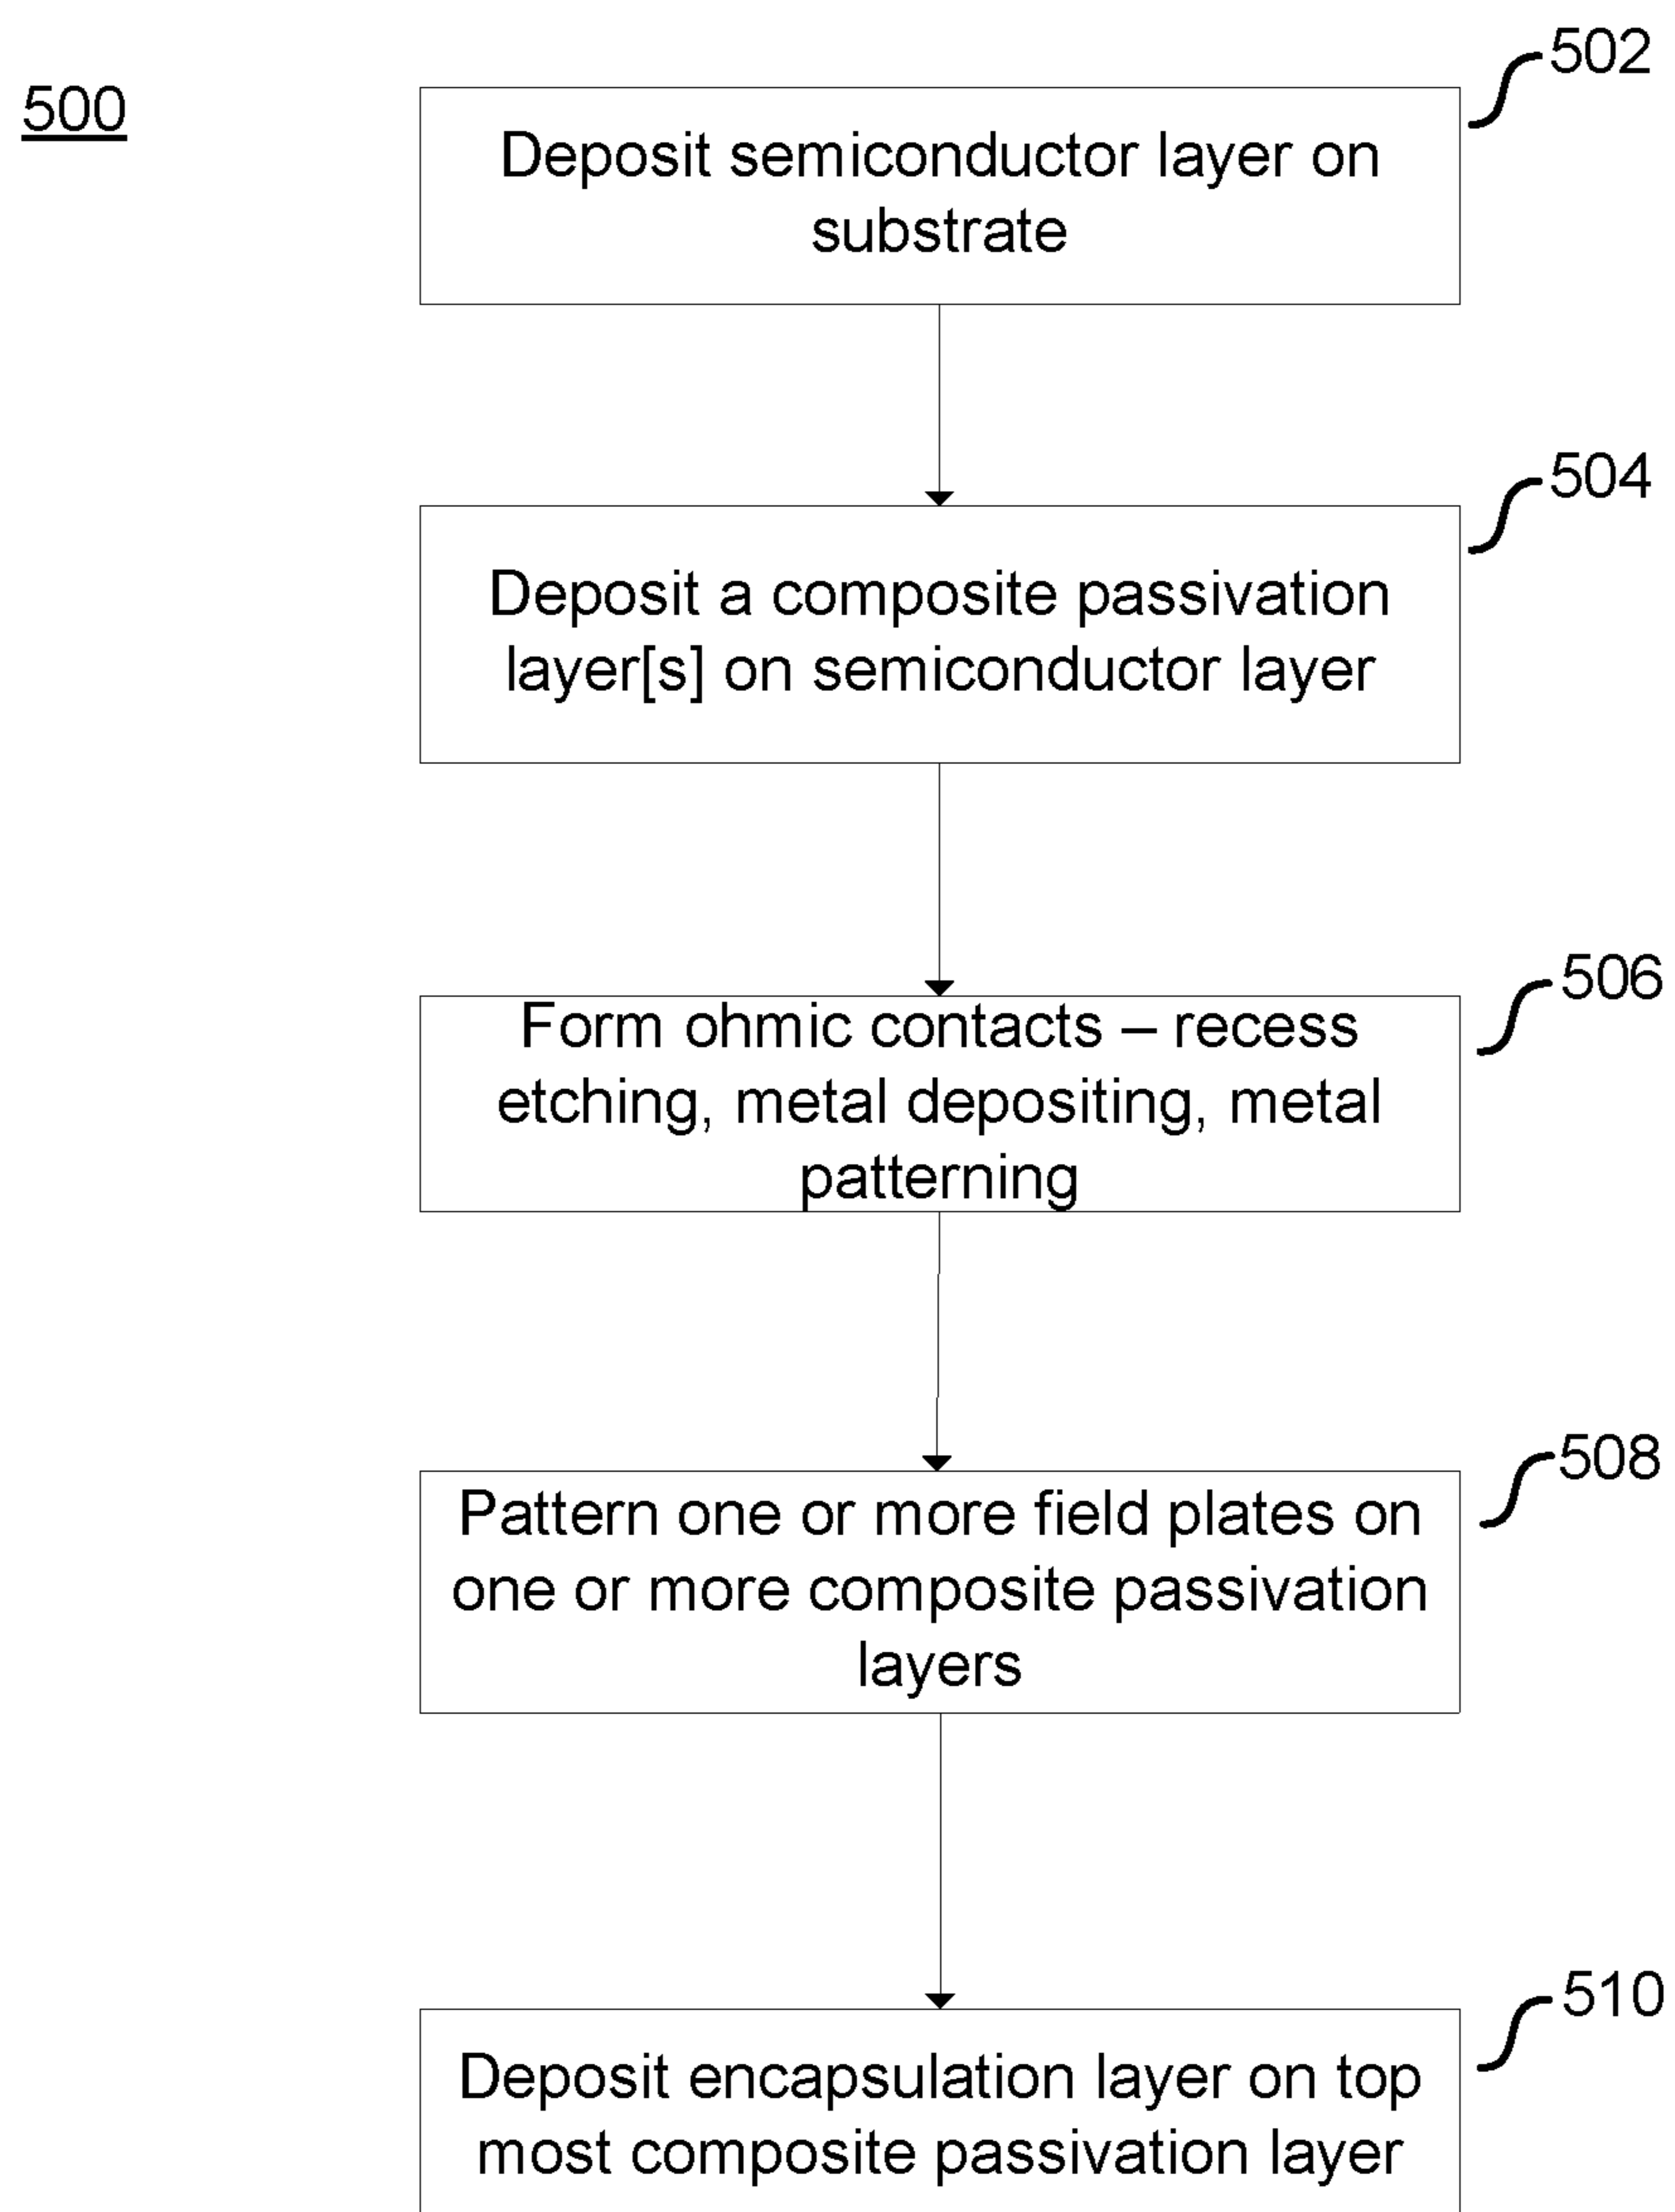 500
502
Deposit semiconductor layer on
substrate
504
Deposit a composite passivation
layer[s] on semiconductor layer
506
Form ohmic contacts – recess
etching, metal depositing, metal
patterning
508
Pattern one or more field plates on
one or more composite passivation
layers
510
Deposit encapsulation layer on top
most composite passivation layer